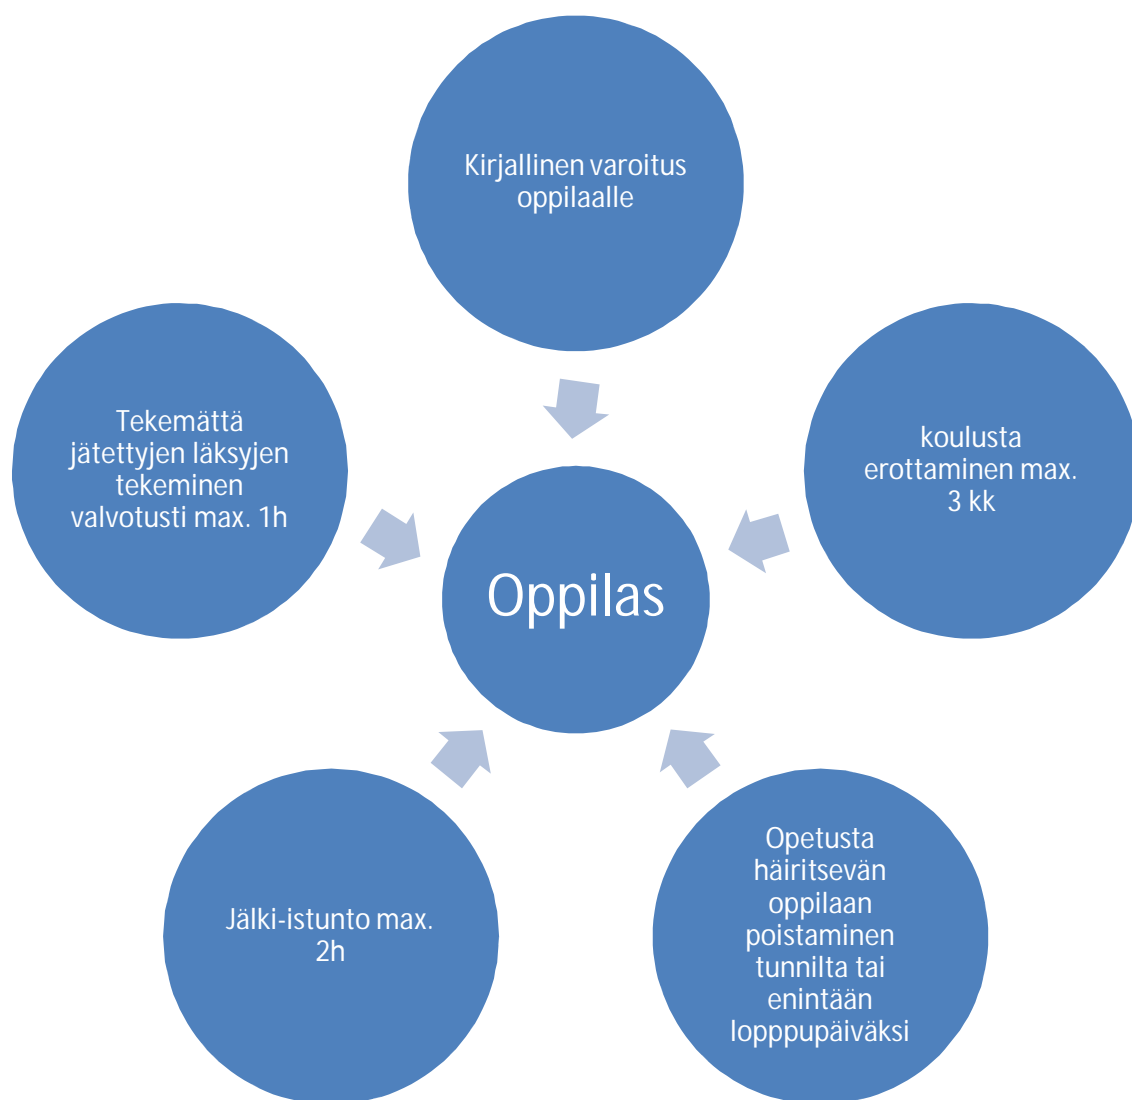 Kirjallinen varoitus
oppilaalle
Tekemättä
jätettyjen läksyjen
tekeminen
valvotusti max. 1h
koulusta
erottaminen max.
3 kk
Oppilas
Jälki-istunto max.
2h
Opetusta
häiritsevän
oppilaan
poistaminen
tunnilta tai
enintään
lopppupäiväksi